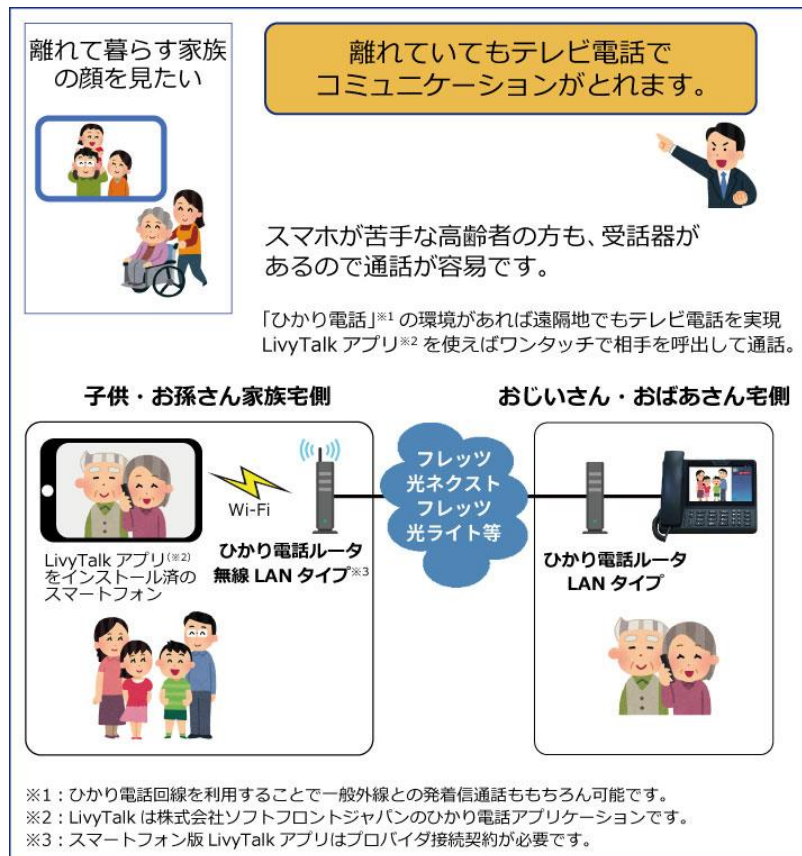 離れて暮らす家族
の顔を見たい
離れていてもテレビ電話で
コミュニケーションがとれます。
スマホが苦手な高齢者の方も、受話器が
あるので通話が容易です。
「ひかり電話」※1 の環境があれば遠隔地でもテレビ電話を実現
LivyTalk アプリ※2 を使えばワンタッチで相手を呼出して通話。
子供・お孫さん家族宅側
Wi-Fi
LivyTalk アプリ(※2)
をインストール済の
スマートフォン
ひかり電話ルータ
無線 LAN タイプ※3
フレッツ
光ネクスト
フレッツ
光ライト等
おじいさん・おばあさん宅側
ひかり電話ルータ
LAN タイプ
※1：ひかり電話回線を利用することで一般外線との発着信通話ももちろん可能です。
※2：LivyTalk は株式会社ソフトフロントジャパンのひかり電話アプリケーションです。
※3：スマートフォン版 LivyTalk アプリはプロバイダ接続契約が必要です。